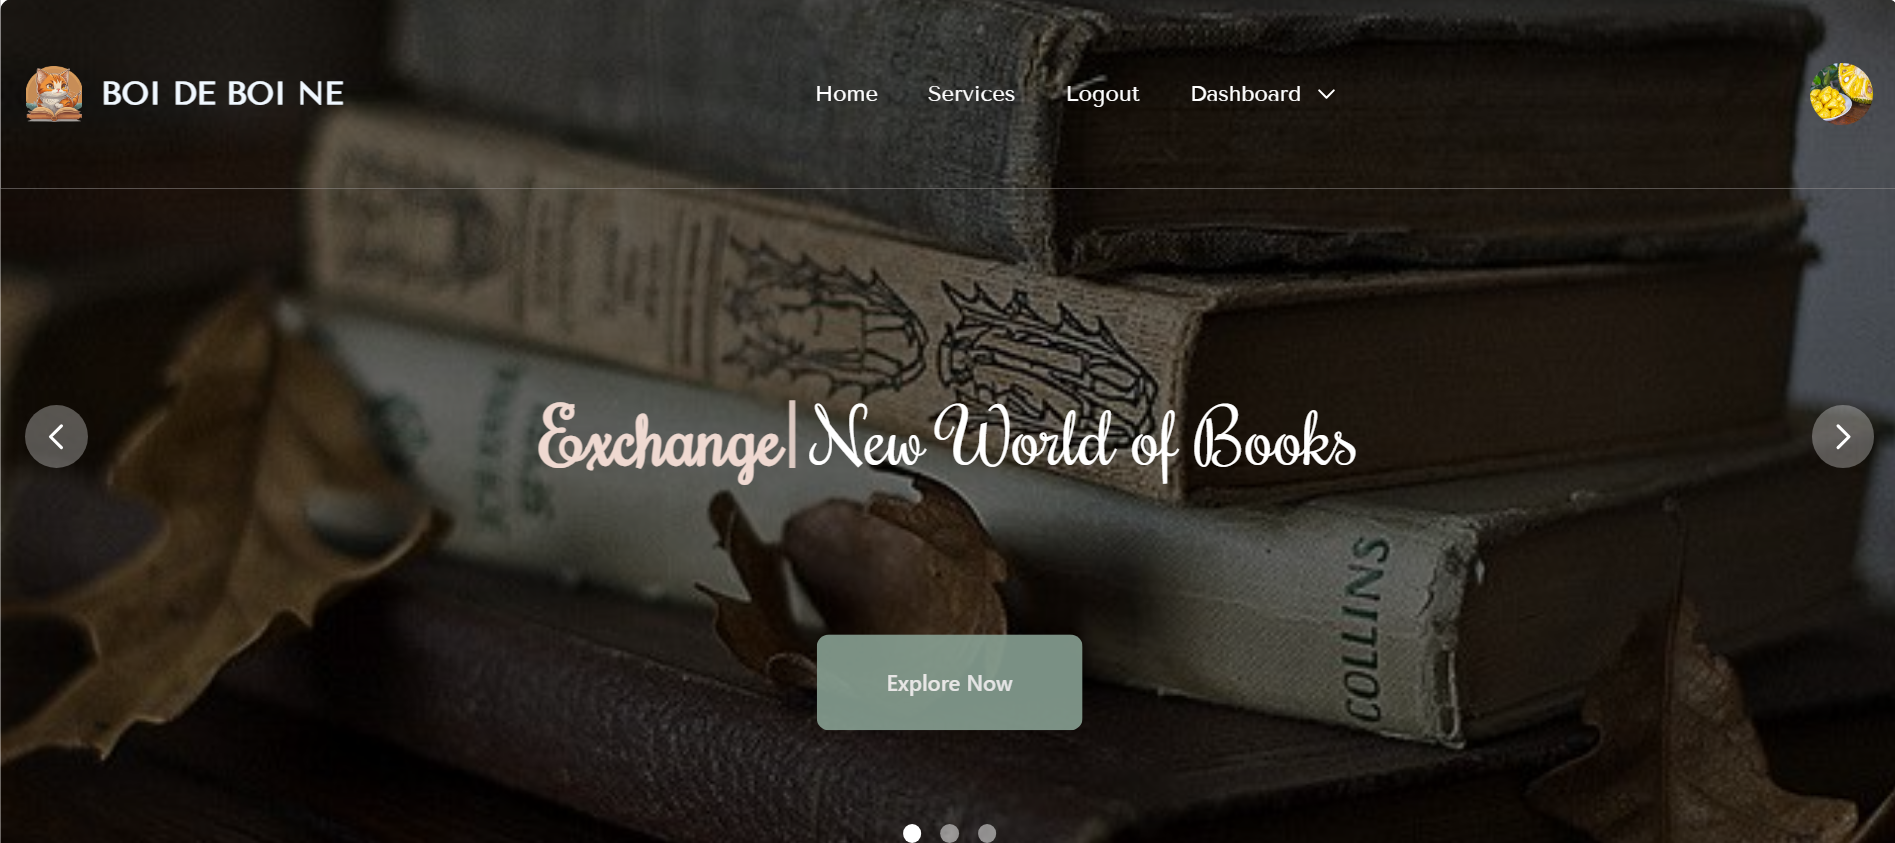 BOI DE BOI NE
Home Services Logout Dashboard
Exchange| New World of Books
COLLINS
Explore Now